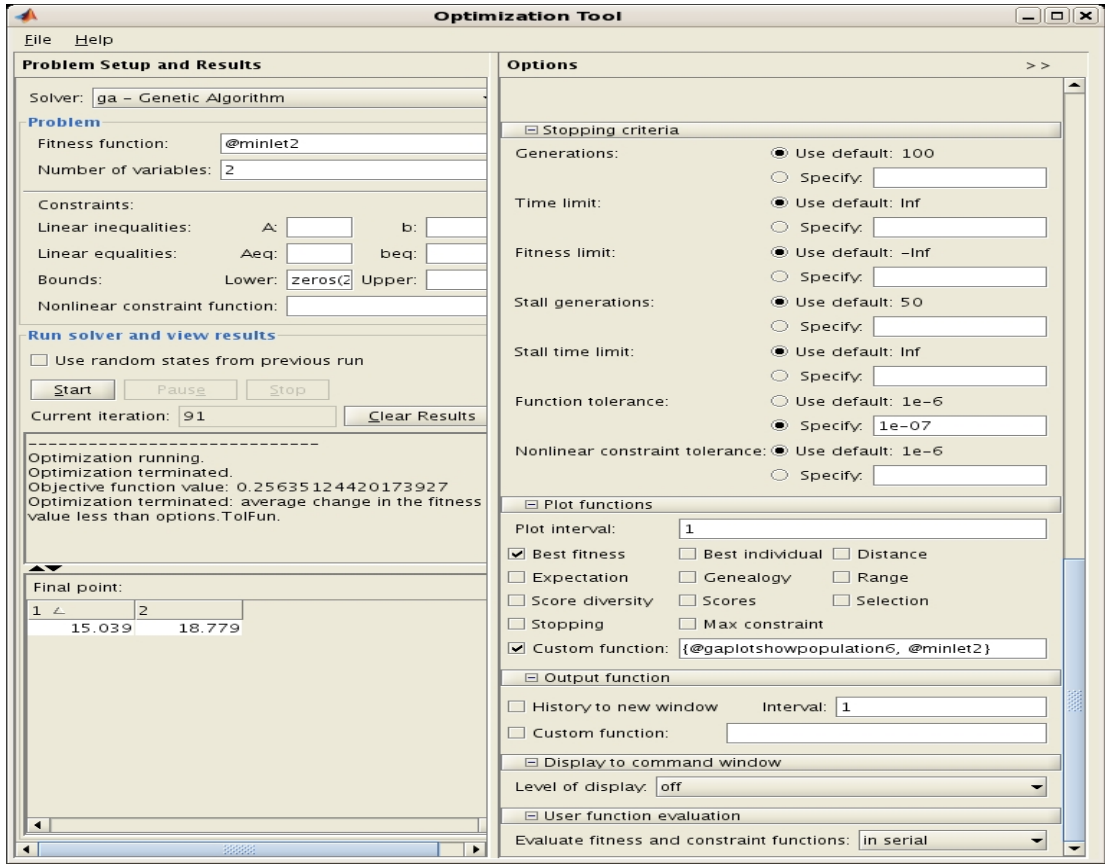 Optimization Tool
File Help
Problem Setup and Results
Solver: ga - Genetic Algorithm
Problem
Fitness function: @minlet2
Number of variables: 2
Constraints:
Linear inequalities: A: b:
Linear equalities: Aeq: beq:
Bounds: Lower: zeros(2 Upper:
Nonlinear constraint function:
Run solver and view results
Use random states from previous run
Start Pause Stop
Current iteration: 91 Clear Results
-----------------------------
Optimization running.
Optimization terminated.
Objective function value: 0.25635124420173927
Optimization terminated: average change in the fitness
value less than options.TolFun.
Final point:
1 2
15.039 18.779
Options >>
Stopping criteria
Generations: Use default: 100
Specify:
Time limit: Use default: Inf
Specify:
Fitness limit: Use default: -Inf
Specify:
Stall generations: Use default: 50
Specify:
Stall time limit: Use default: Inf
Specify:
Function tolerance: Use default: 1e-6
Specify: 1e-07
Nonlinear constraint tolerance: Use default: 1e-6
Specify:
Plot functions
Plot interval: 1
Best fitness Best individual Distance
Expectation Genealogy Range
Score diversity Scores Selection
Stopping Max constraint
Custom function: {@gaplotshowpopulation6, @minlet2}
Output function
History to new window Interval: 1
Custom function:
Display to command window
Level of display: off
User function evaluation
Evaluate fitness and constraint functions: in serial